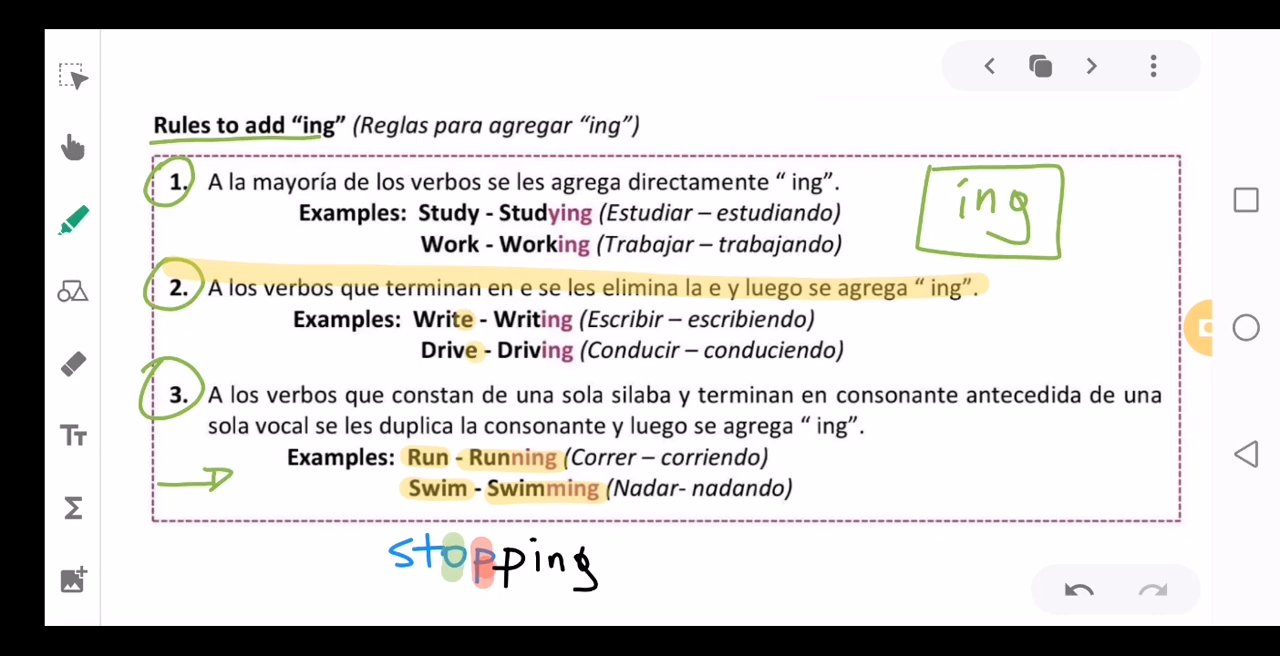 Rules to add “ing” (Reglas para agregar “ing”)
1. A la mayoría de los verbos se les agrega directamente “ ing”.
ing
Examples: Study - Studying (Estudiar – estudiando)
Work - Working (Trabajar – trabajando)
2. A los verbos que terminan en e se les elimina la e y luego se agrega “ ing”.
Examples: Write - Writing (Escribir – escribiendo)
Drive - Driving (Conducir – conduciendo)
3. A los verbos que constan de una sola silaba y terminan en consonante antecedida de una
sola vocal se les duplica la consonante y luego se agrega “ ing”.
Examples: Run - Running (Correr – corriendo)
Swim - Swimming (Nadar- nadando)
stopping
Tт
Σ